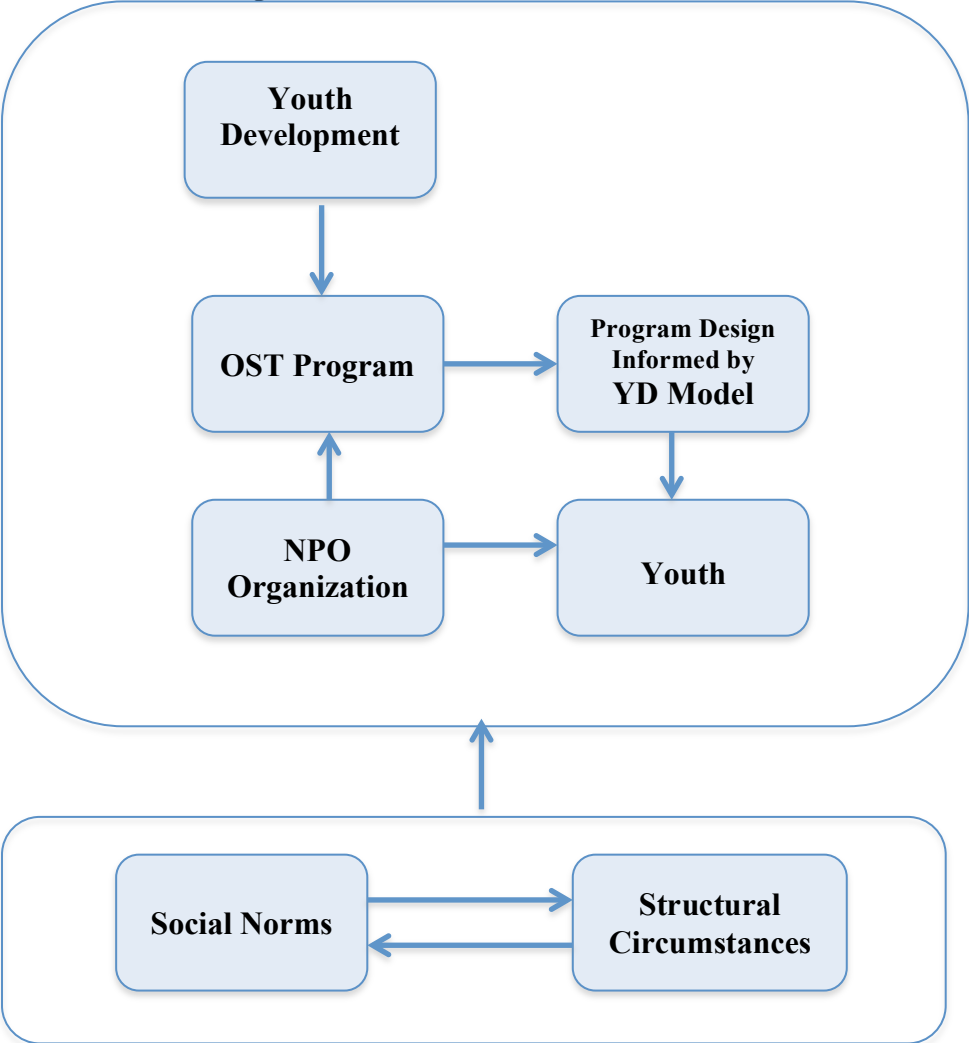 Youth
Development
OST Program
Program Design
Informed by
YD Model
NPO
Organization
Youth
Social Norms
Structural
Circumstances